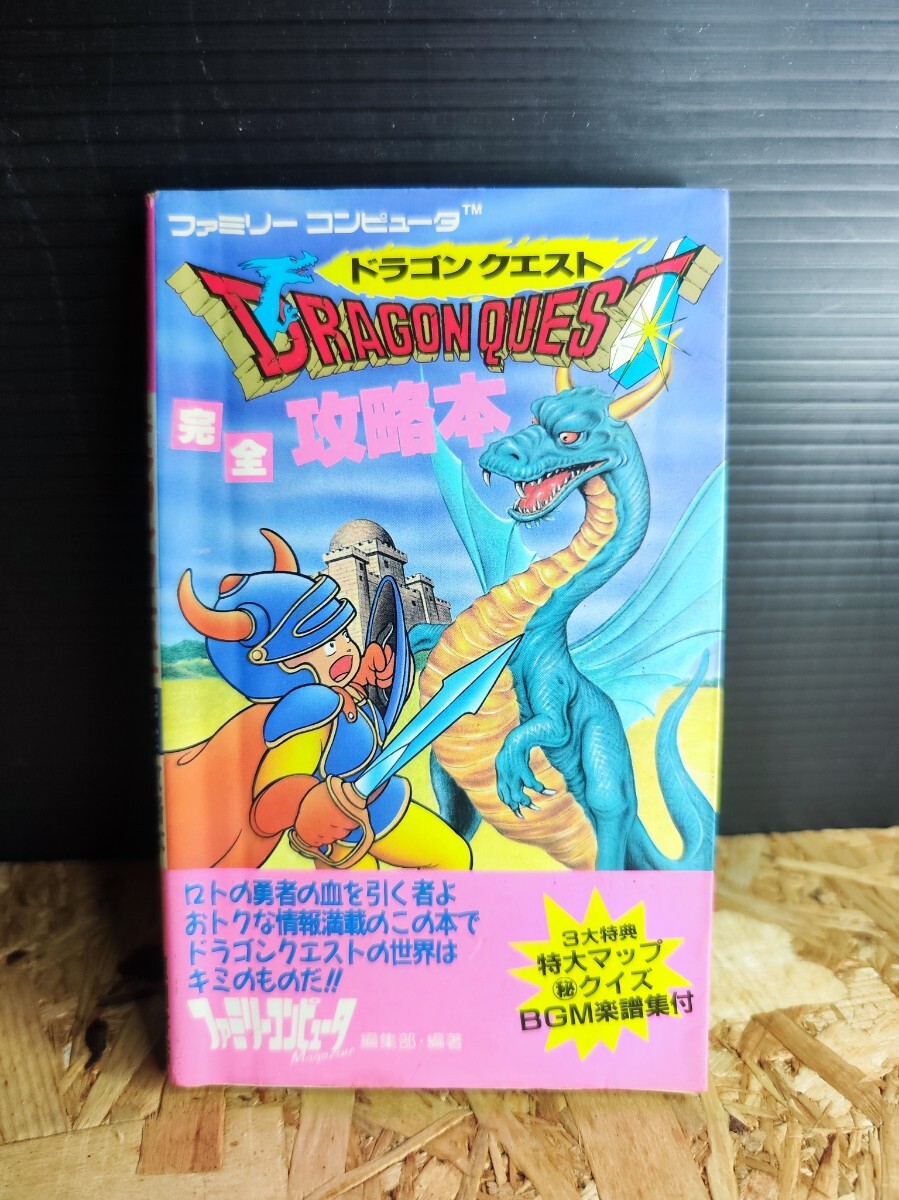 ファミリー コンピュータ™
ドラゴン クエスト
DRAGON QUEST
完全 攻略本
ロトの勇者の血を引く者よ
おトクな情報満載のこの本で
ドラゴンクエストの世界は
キミのものだ!!
ファミリーコンピュータ
Magazine
編集部・編著
3大特典
特大マップ
㊙クイズ
BGM楽譜集付